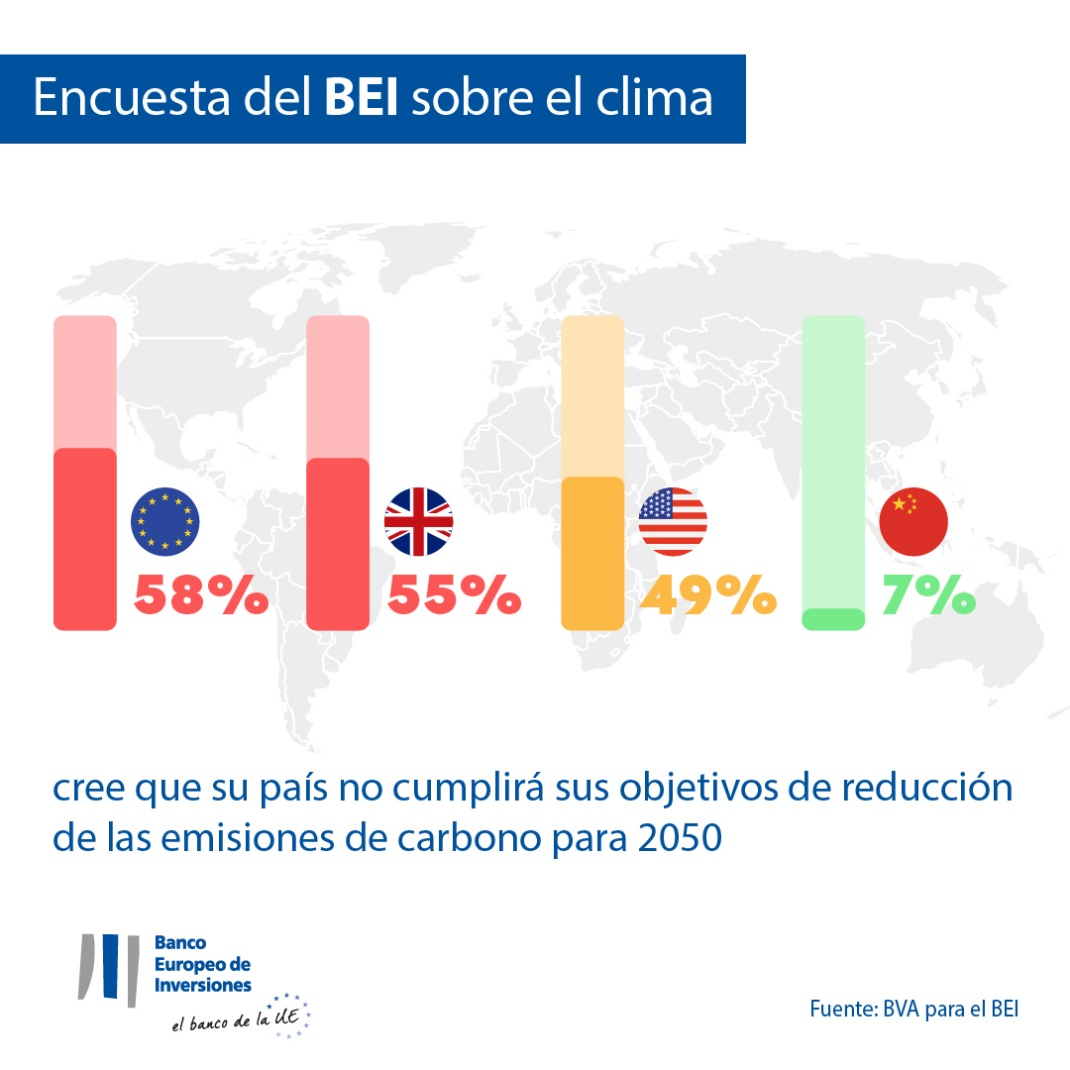 Encuesta del BEI sobre el clima
58%
55%
49%
7%
cree que su país no cumplirá sus objetivos de reducción
de las emisiones de carbono para 2050
Banco
Europeo de
Inversiones
el banco de la UE
Fuente: BVA para el BEI